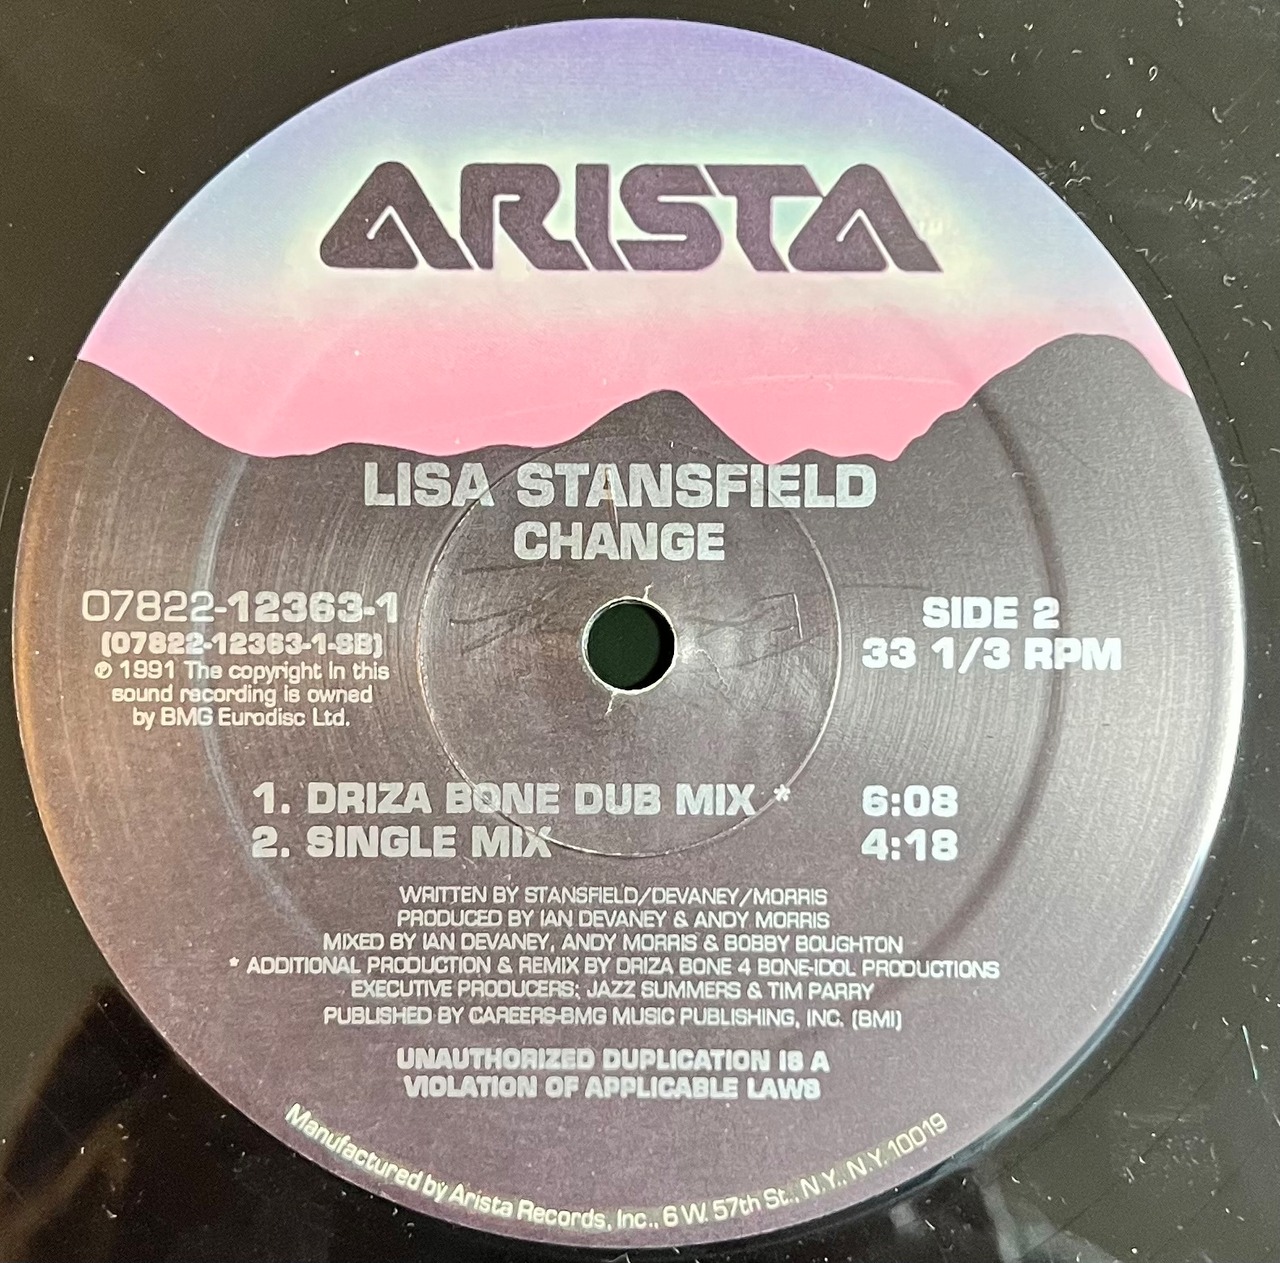 ARISTA
LISA STANSFIELD
CHANGE
07822-12363-1
(07822-12363-1-SB)
℗ 1991 The copyright in this
sound recording is owned
by BMG Eurodisc Ltd.
SIDE 2
33 1/3 RPM
1. DRIZA BONE DUB MIX * 6:08
2. SINGLE MIX 4:18
WRITTEN BY STANSFIELD/DEVANEY/MORRIS
PRODUCED BY IAN DEVANEY & ANDY MORRIS
MIXED BY IAN DEVANEY, ANDY MORRIS & BOBBY BOUGHTON
* ADDITIONAL PRODUCTION & REMIX BY DRIZA BONE 4 BONE-IDOL PRODUCTIONS
EXECUTIVE PRODUCERS: JAZZ SUMMERS & TIM PARRY
PUBLISHED BY CAREERS-BMG MUSIC PUBLISHING, INC. (BMI)
UNAUTHORIZED DUPLICATION IS A
VIOLATION OF APPLICABLE LAWS
Manufactured by Arista Records, Inc., 6 W. 57th St., N.Y., N.Y. 10019